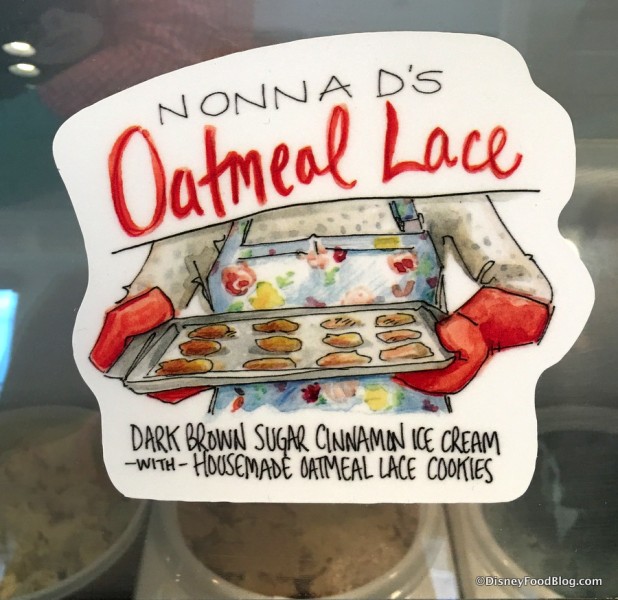 NONNA D'S
Oatmeal Lace
DARK BROWN SUGAR CINNAMON ICE CREAM
-WITH- HOUSEMADE OATMEAL LACE COOKIES
©DisneyFoodBlog.com